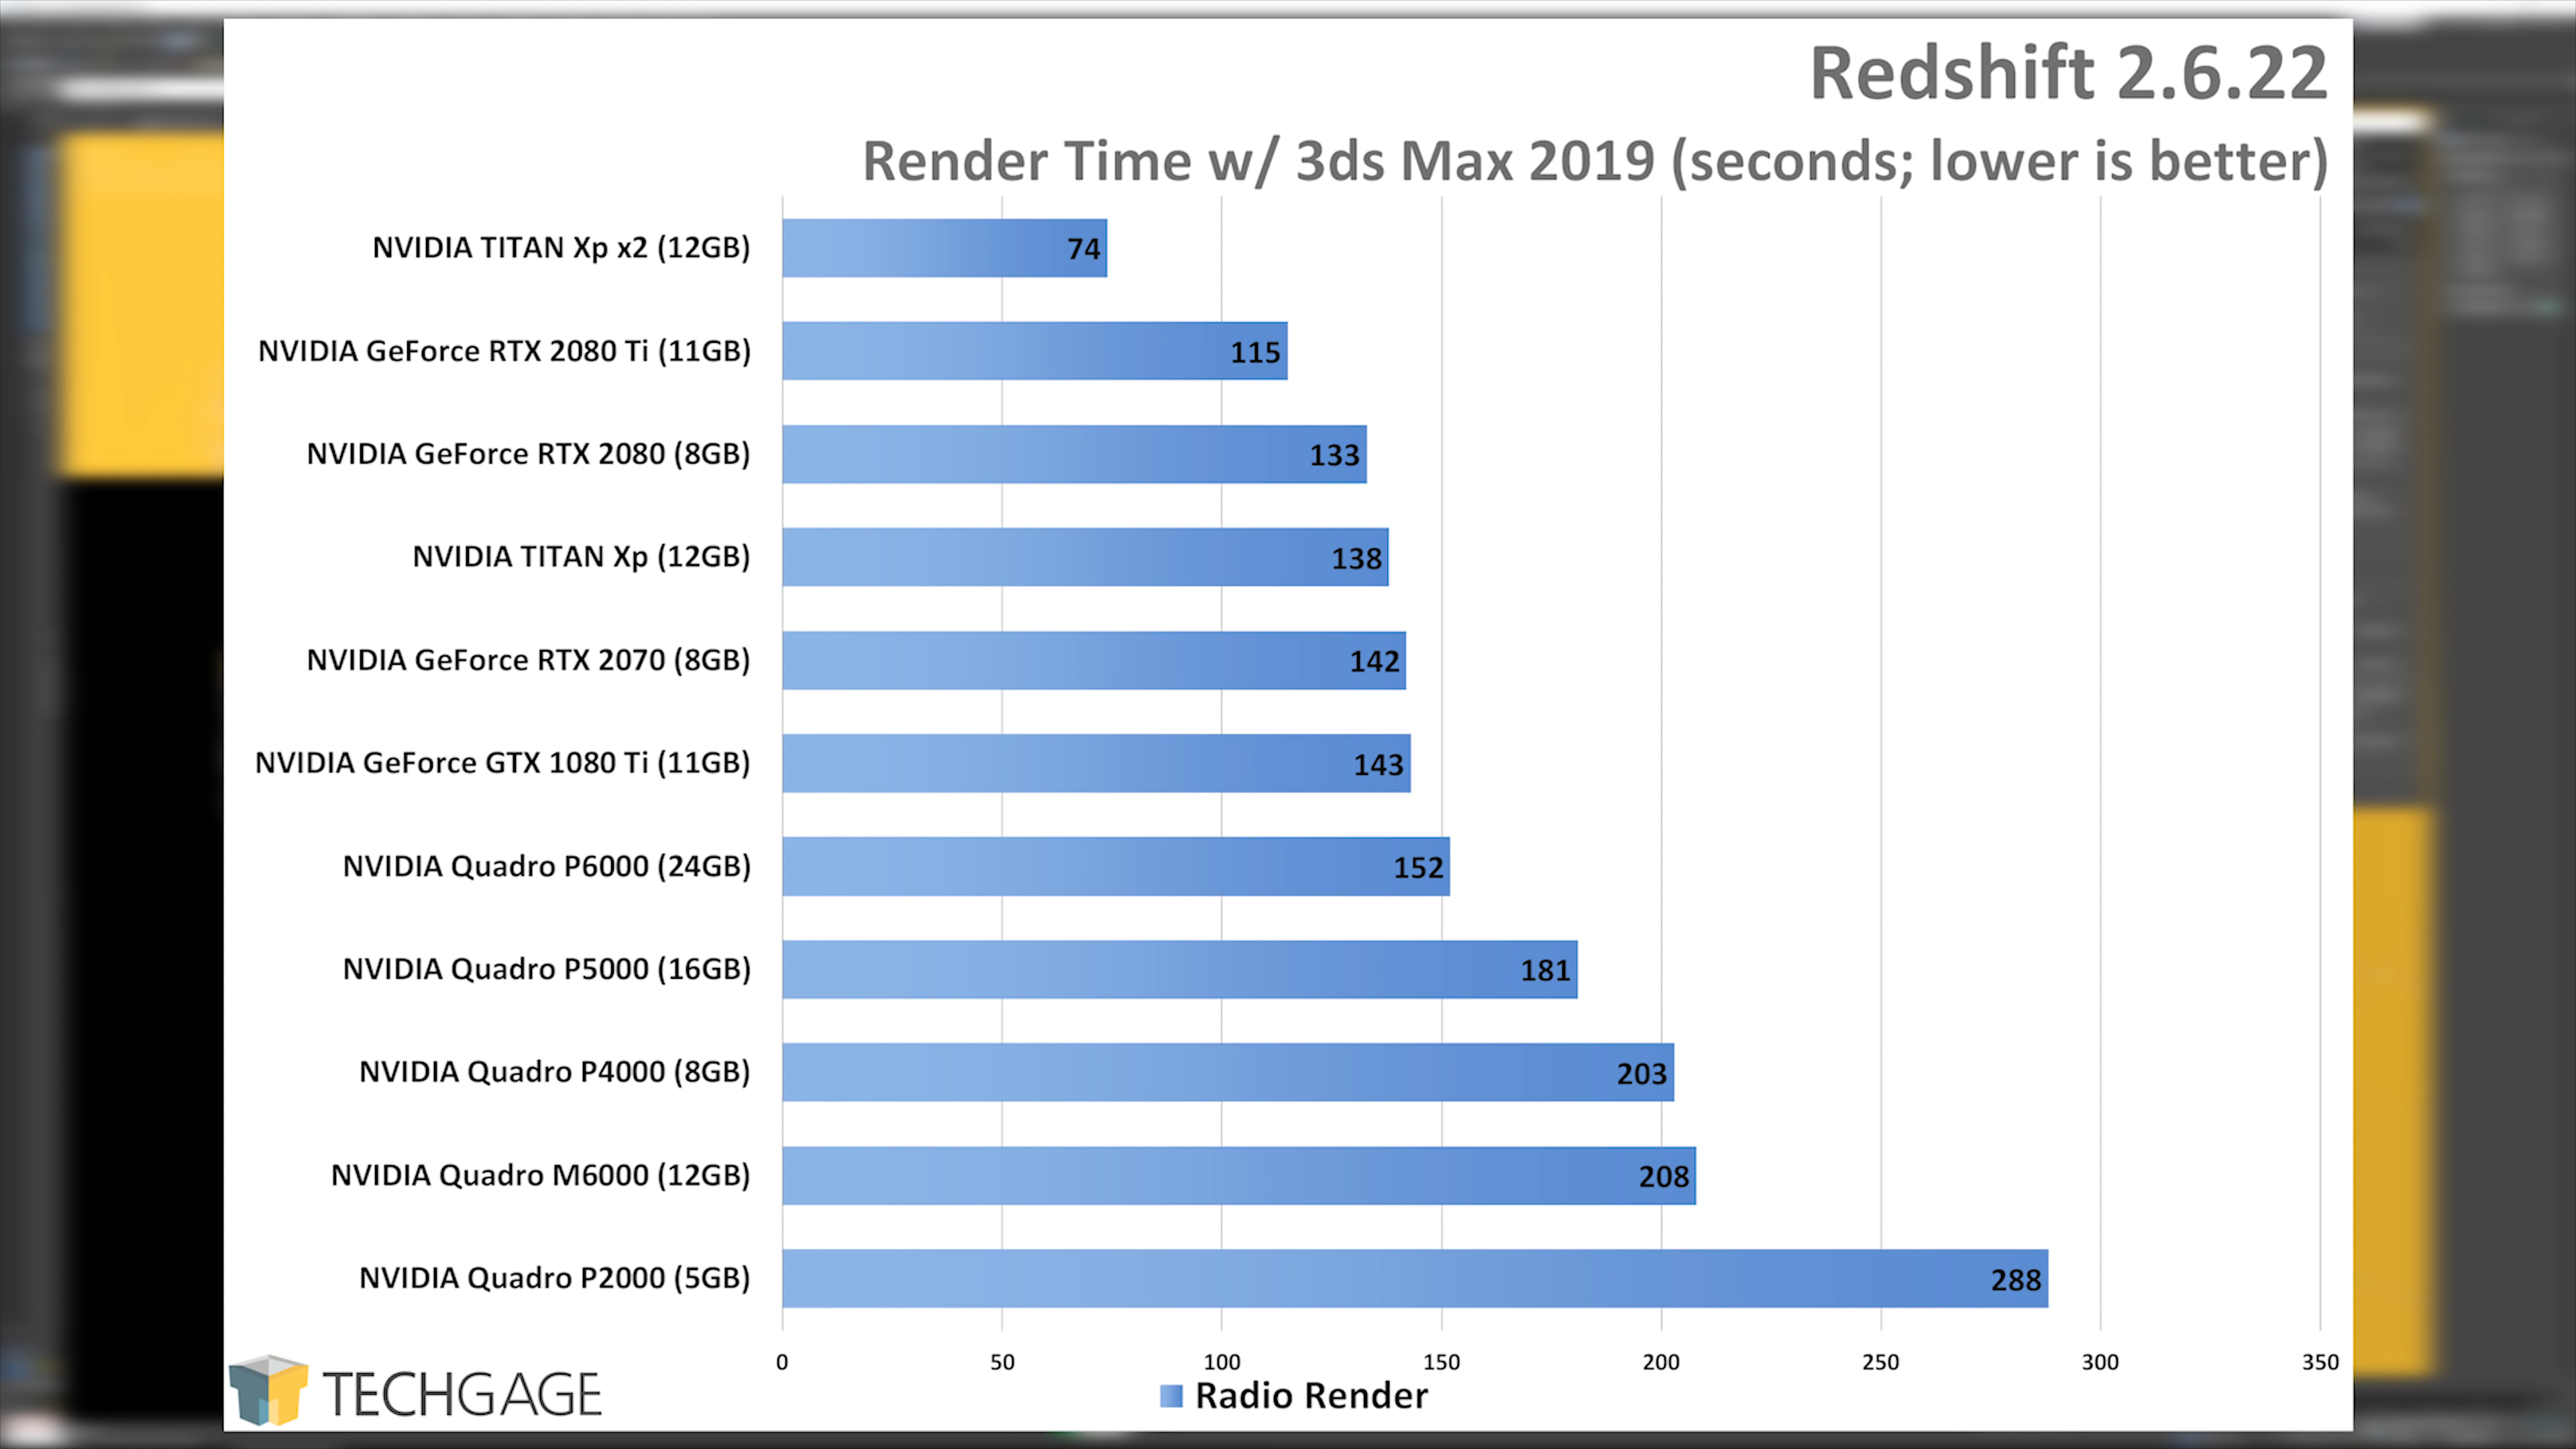 Redshift 2.6.22
Render Time w/ 3ds Max 2019 (seconds; lower is better)
NVIDIA TITAN Xp x2 (12GB) 74
NVIDIA GeForce RTX 2080 Ti (11GB) 115
NVIDIA GeForce RTX 2080 (8GB) 133
NVIDIA TITAN Xp (12GB) 138
NVIDIA GeForce RTX 2070 (8GB) 142
NVIDIA GeForce GTX 1080 Ti (11GB) 143
NVIDIA Quadro P6000 (24GB) 152
NVIDIA Quadro P5000 (16GB) 181
NVIDIA Quadro P4000 (8GB) 203
NVIDIA Quadro M6000 (12GB) 208
NVIDIA Quadro P2000 (5GB) 288
0 50 100 150 200 250 300 350
Radio Render
TECHGAGE